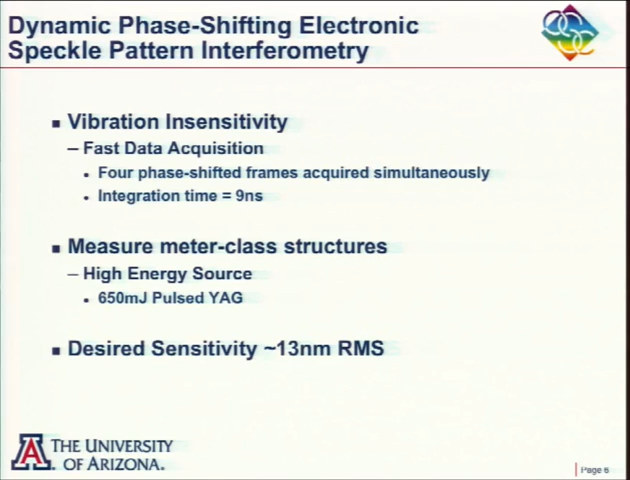 Dynamic Phase-Shifting Electronic
Speckle Pattern Interferometry
Vibration Insensitivity
– Fast Data Acquisition
Four phase-shifted frames acquired simultaneously
Integration time = 9ns
Measure meter-class structures
– High Energy Source
650mJ Pulsed YAG
Desired Sensitivity ~13nm RMS
A THE UNIVERSITY
OF ARIZONA.
Page 6